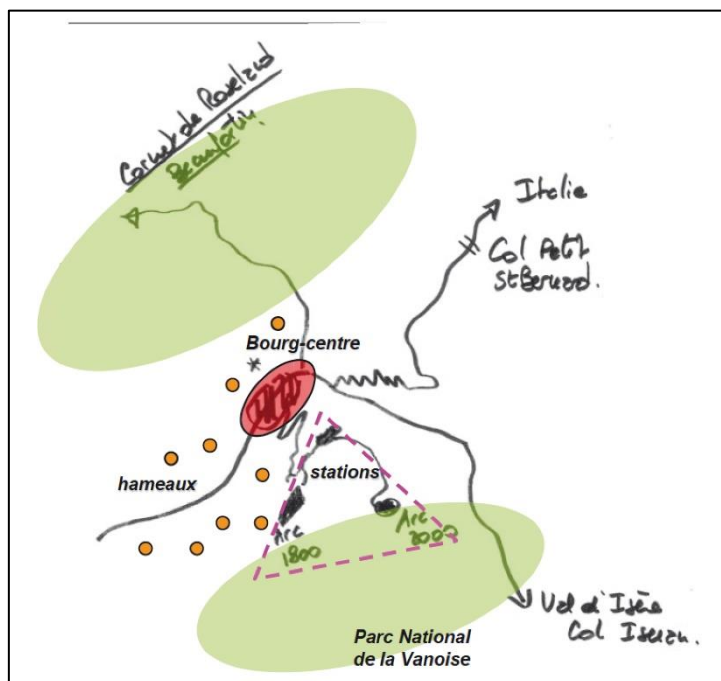 Cormet de Roselend
Beaufortin
Italie
Col Petit
St Bernard.
Bourg-centre
stations
hameaux
Arc
1800
Arc
2000
Val d'Isère
Col Iseran.
Parc National
de la Vanoise